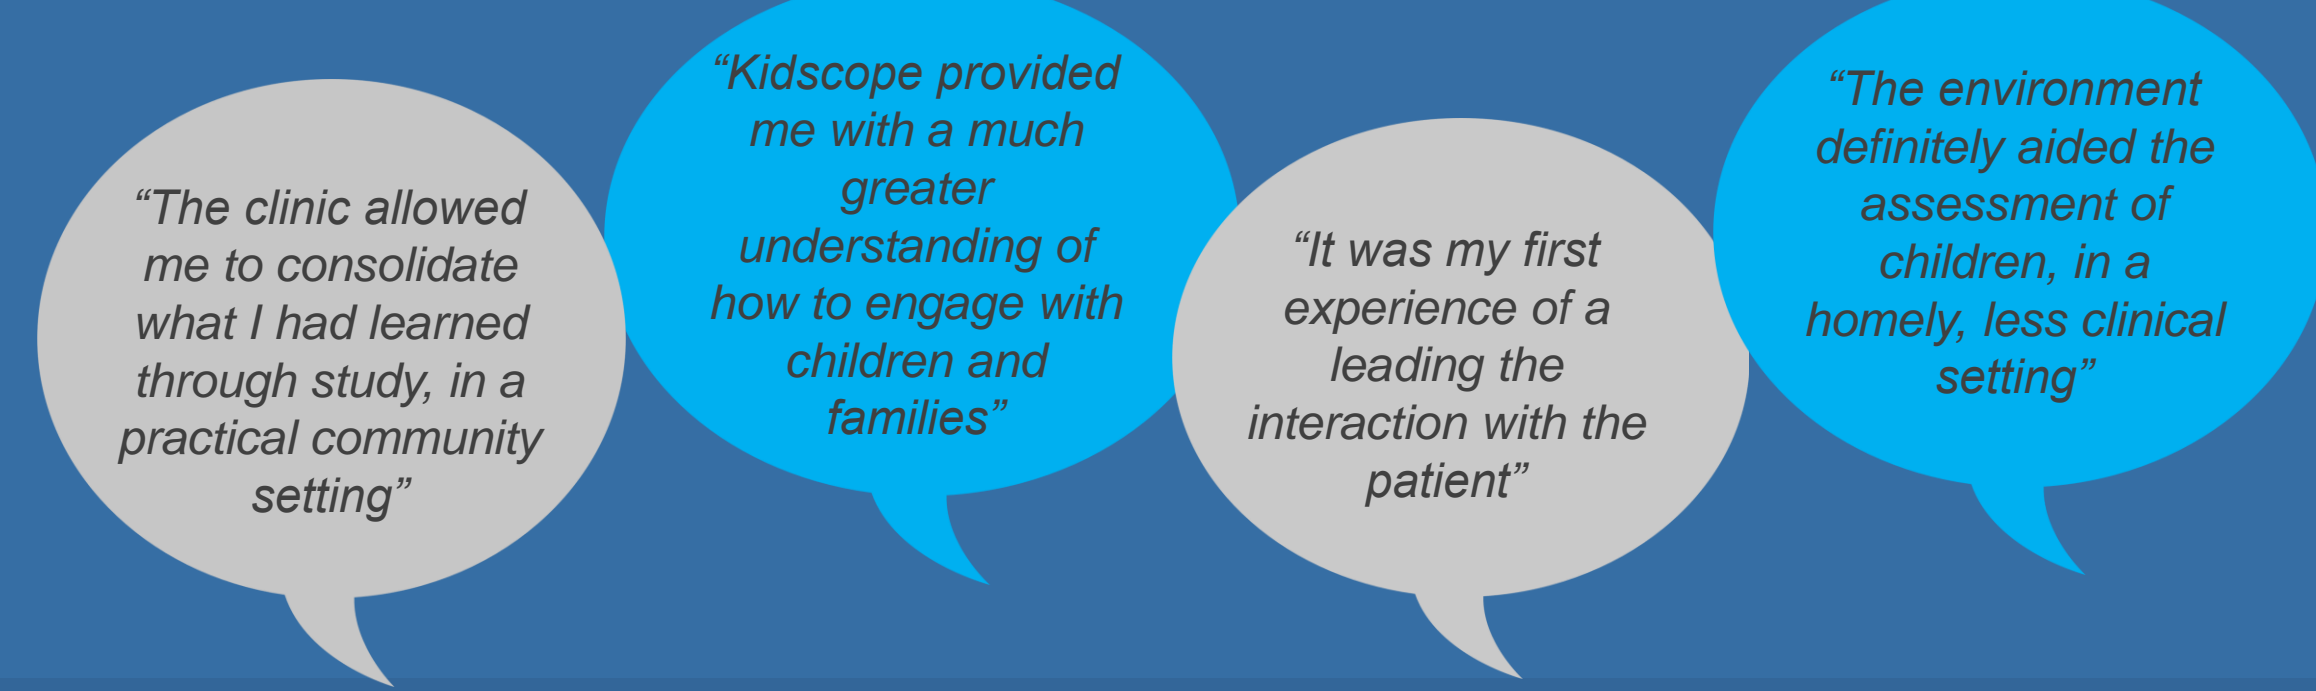 “The clinic allowed
me to consolidate
what I had learned
through study, in a
practical community
setting”
“Kidscope provided
me with a much
greater
understanding of
how to engage with
children and
families”
“It was my first
experience of a
leading the
interaction with the
patient”
“The environment
definitely aided the
assessment of
children, in a
homely, less clinical
setting”